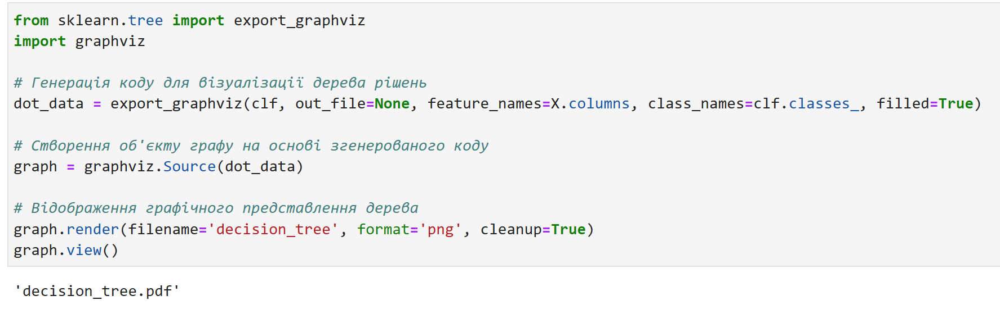 from sklearn.tree import export_graphviz
import graphviz
# Генерація коду для візуалізації дерева рішень
dot_data = export_graphviz(clf, out_file=None, feature_names=X.columns, class_names=clf.classes_, filled=True)
# Створення об'єкту графу на основі згенерованого коду
graph = graphviz.Source(dot_data)
# Відображення графічного представлення дерева
graph.render(filename='decision_tree', format='png', cleanup=True)
graph.view()
'decision_tree.pdf'